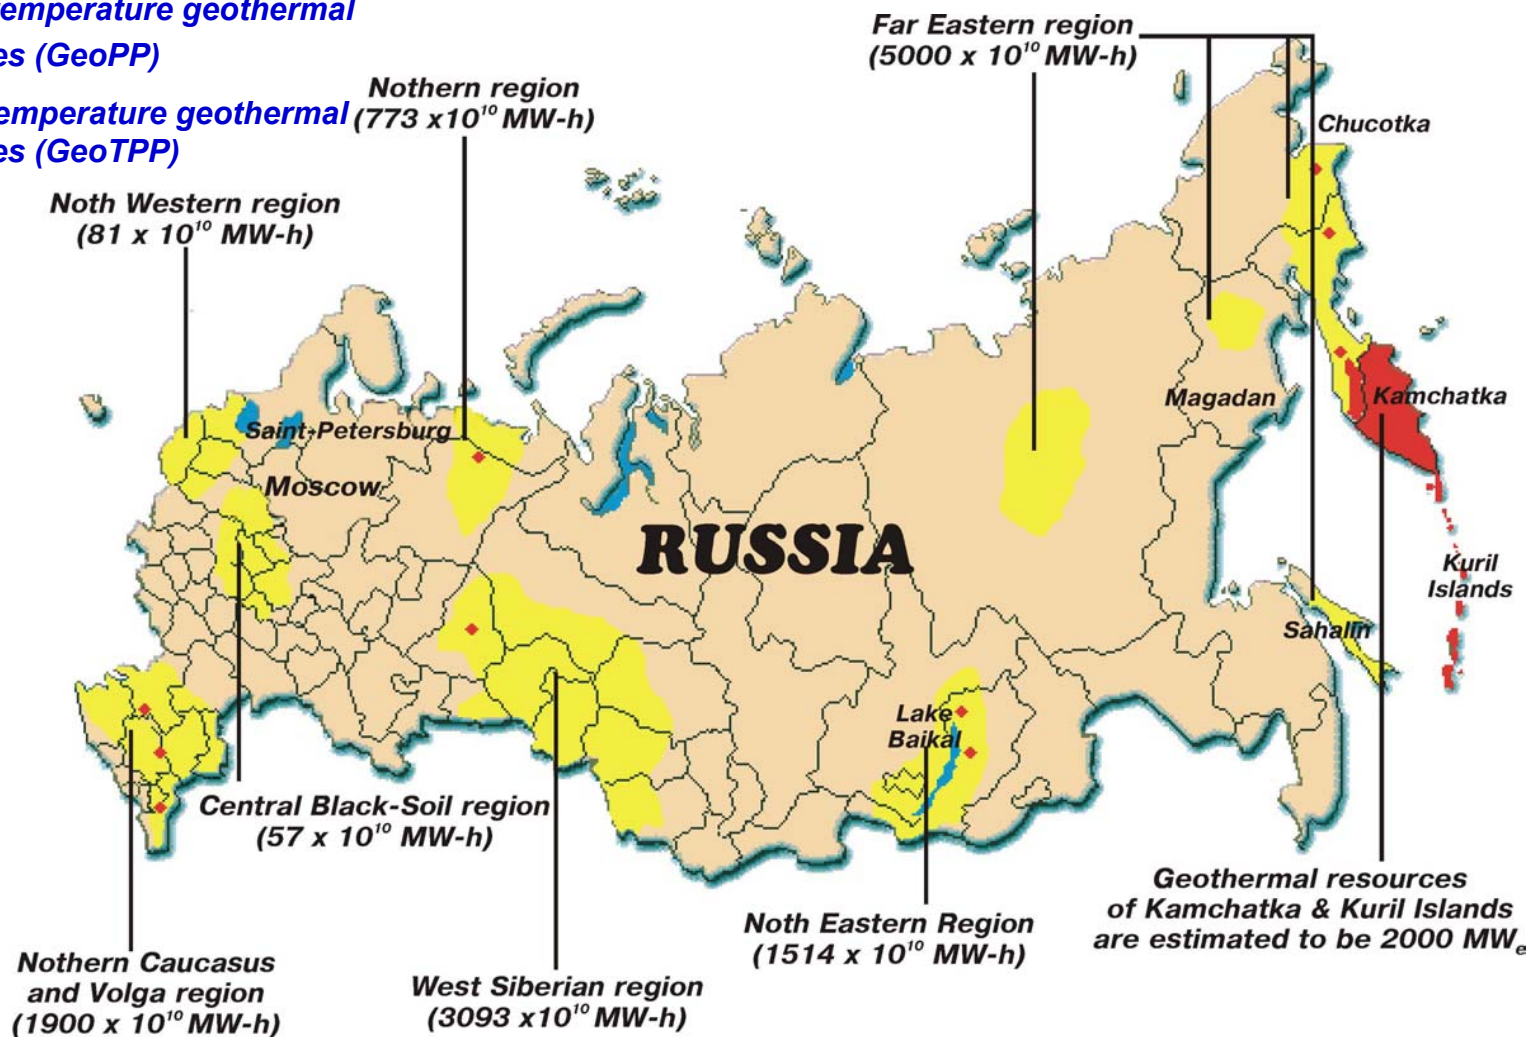 temperature geothermal
es (GeoPP)
emperature geothermal
es (GeoTPP)
Far Eastern region
(5000 x 10¹⁰ MW-h)
Nothern region
(773 x10¹⁰ MW-h)
Noth Western region
(81 x 10¹⁰ MW-h)
Chucotka
Magadan
Kamchatka
Saint-Petersburg
Moscow
RUSSIA
Kuril
Islands
Sahalin
Lake
Baikal
Central Black-Soil region
(57 x 10¹⁰ MW-h)
Geothermal resources
of Kamchatka & Kuril Islands
are estimated to be 2000 MWₑ
Noth Eastern Region
(1514 x 10¹⁰ MW-h)
Nothern Caucasus
and Volga region
(1900 x 10¹⁰ MW-h)
West Siberian region
(3093 x10¹⁰ MW-h)